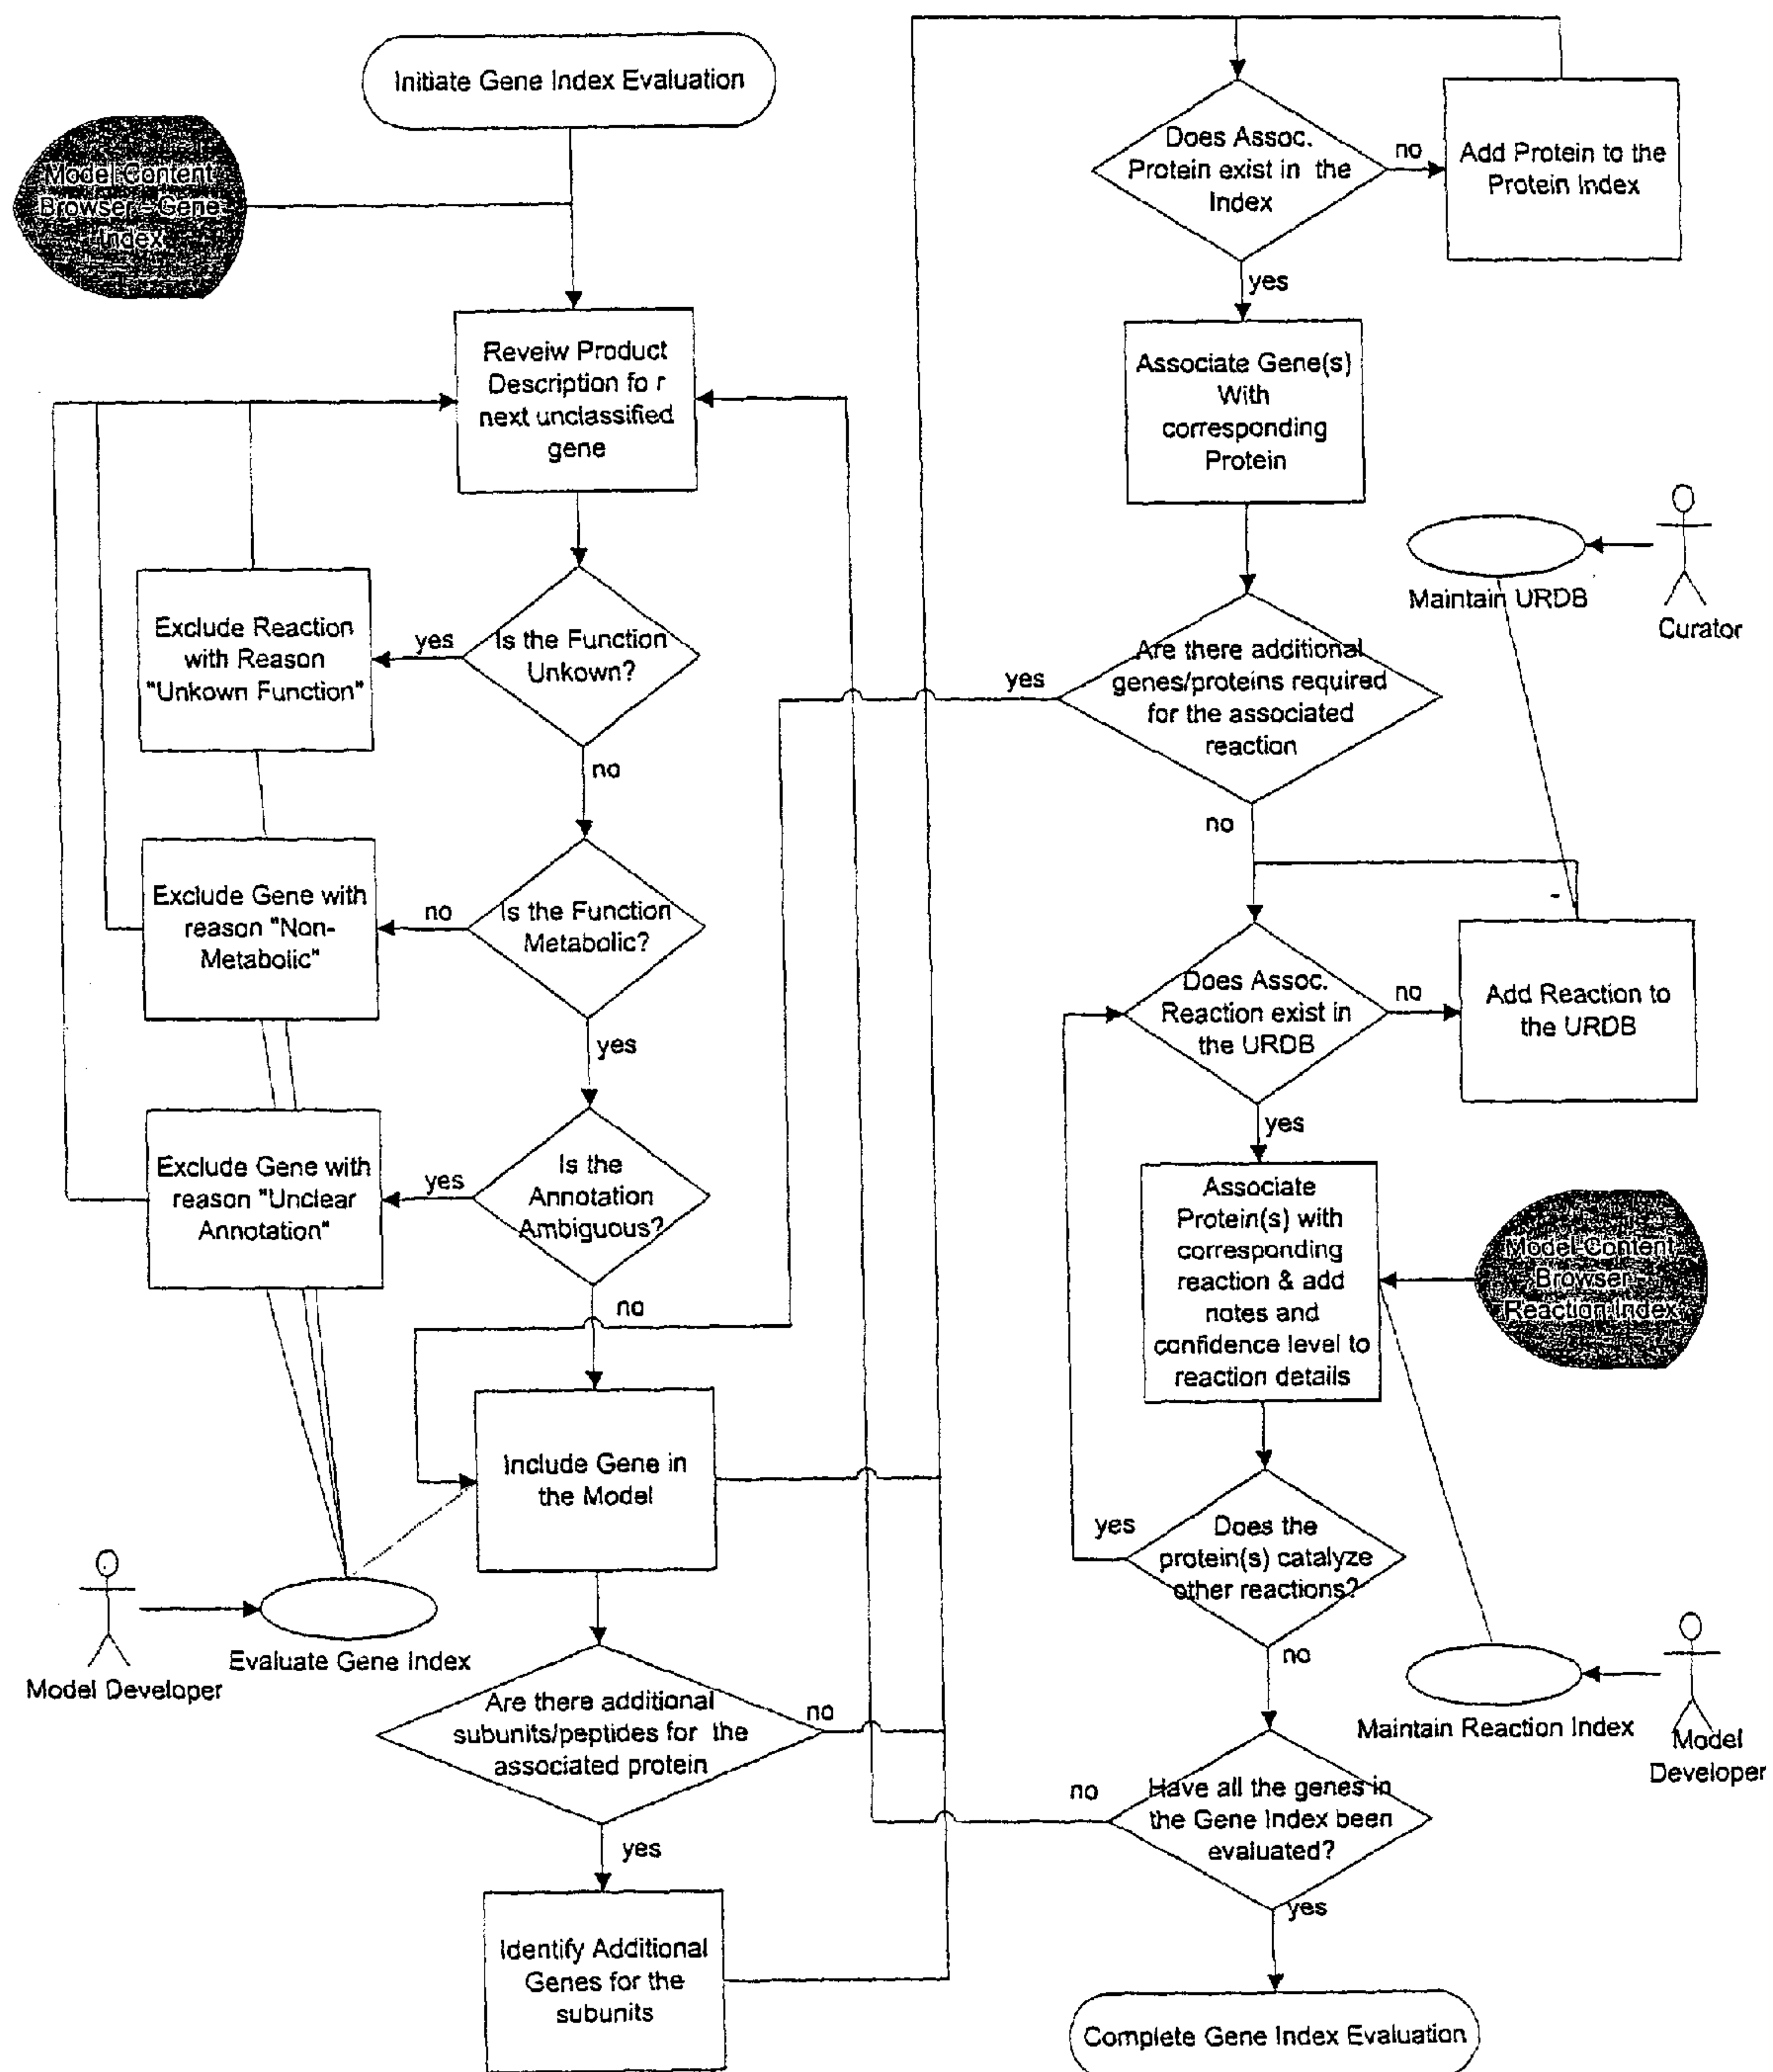 Initiate Gene Index Evaluation
Model Content
Browser - Gene
Index
Reveiw Product
Description fo r
next unclassified
gene
Exclude Reaction
with Reason
"Unkown Function"
yes
Is the Function
Unkown?
no
Exclude Gene with
reason "Non-
Metabolic"
no
Is the Function
Metabolic?
yes
Exclude Gene with
reason "Unclear
Annotation"
yes
Is the
Annotation
Ambiguous?
no
Include Gene in
the Model
Model Developer
Evaluate Gene Index
Are there additional
subunits/peptides for the
associated protein
no
yes
Identify Additional
Genes for the
subunits
Does Assoc.
Protein exist in the
Index
no
Add Protein to the
Protein Index
yes
Associate Gene(s)
With
corresponding
Protein
Maintain URDB
Curator
yes
Are there additional
genes/proteins required
for the associated
reaction
no
Does Assoc.
Reaction exist in
the URDB
no
Add Reaction to
the URDB
yes
Associate
Protein(s) with
corresponding
reaction & add
notes and
confidence level to
reaction details
Model Content
Browser -
Reaction Index
yes
Does the
protein(s) catalyze
other reactions?
no
Maintain Reaction Index
Model
Developer
no
Have all the genes in
the Gene Index been
evaluated?
yes
Complete Gene Index Evaluation